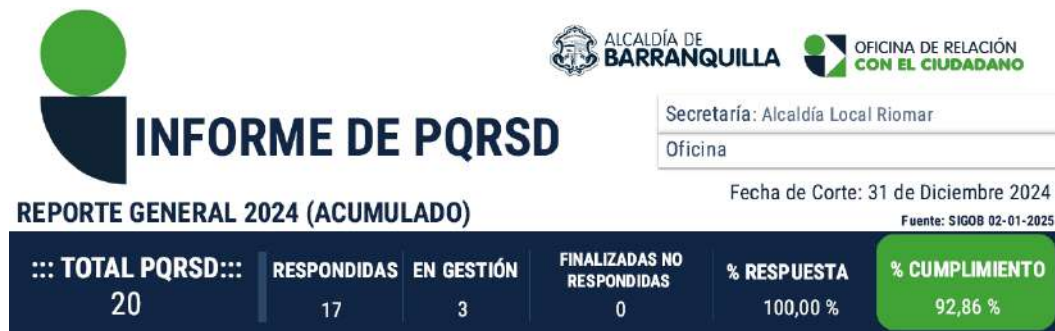 ALCALDÍA DE
BARRANQUILLA
OFICINA DE RELACIÓN
CON EL CIUDADANO
INFORME DE PQRSD
Secretaría: Alcaldía Local Riomar
Oficina
Fecha de Corte: 31 de Diciembre 2024
REPORTE GENERAL 2024 (ACUMULADO)
Fuente: SIGOB 02-01-2025
::: TOTAL PQRSD:::
20
RESPONDIDAS
17
EN GESTIÓN
3
FINALIZADAS NO
RESPONDIDAS
0
% RESPUESTA
100,00 %
% CUMPLIMIENTO
92,86 %